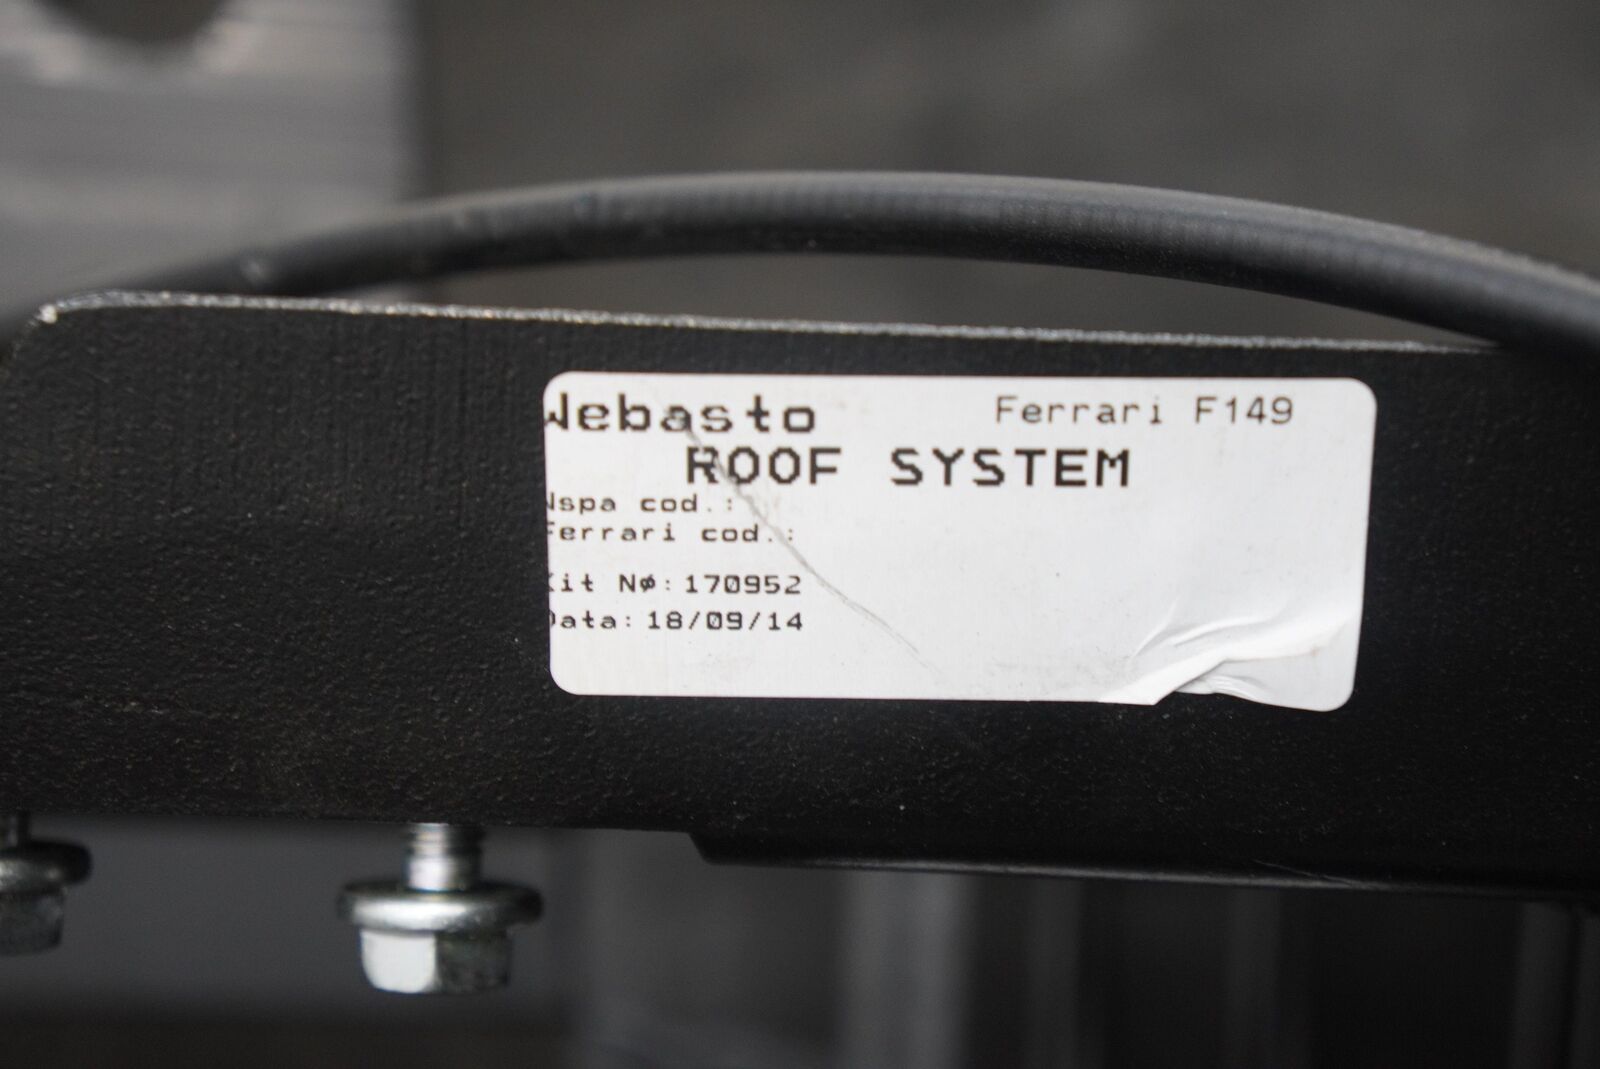 Webasto Ferrari F149
ROOF SYSTEM
Wspa cod.:
Ferrari cod.:
Kit Nø:170952
Data:18/09/14